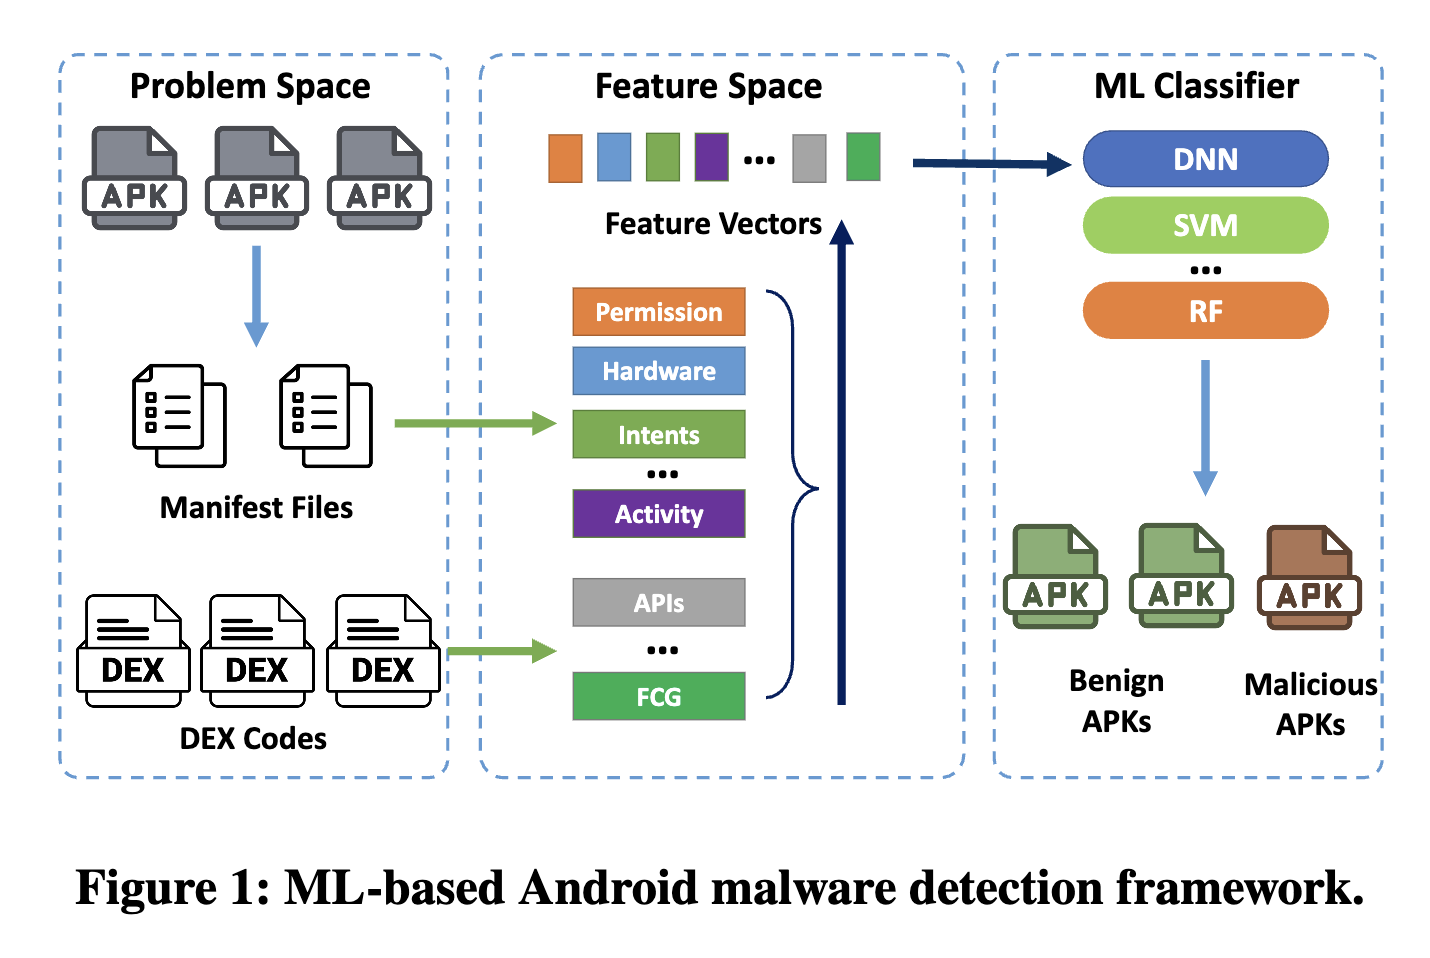 Problem Space
APK
APK
APK
Manifest Files
DEX
DEX
DEX
DEX Codes
Feature Space
...
Feature Vectors
Permission
Hardware
Intents
...
Activity
APIs
...
FCG
ML Classifier
DNN
SVM
...
RF
APK
APK
APK
Benign
APKs
Malicious
APKs
Figure 1: ML-based Android malware detection framework.